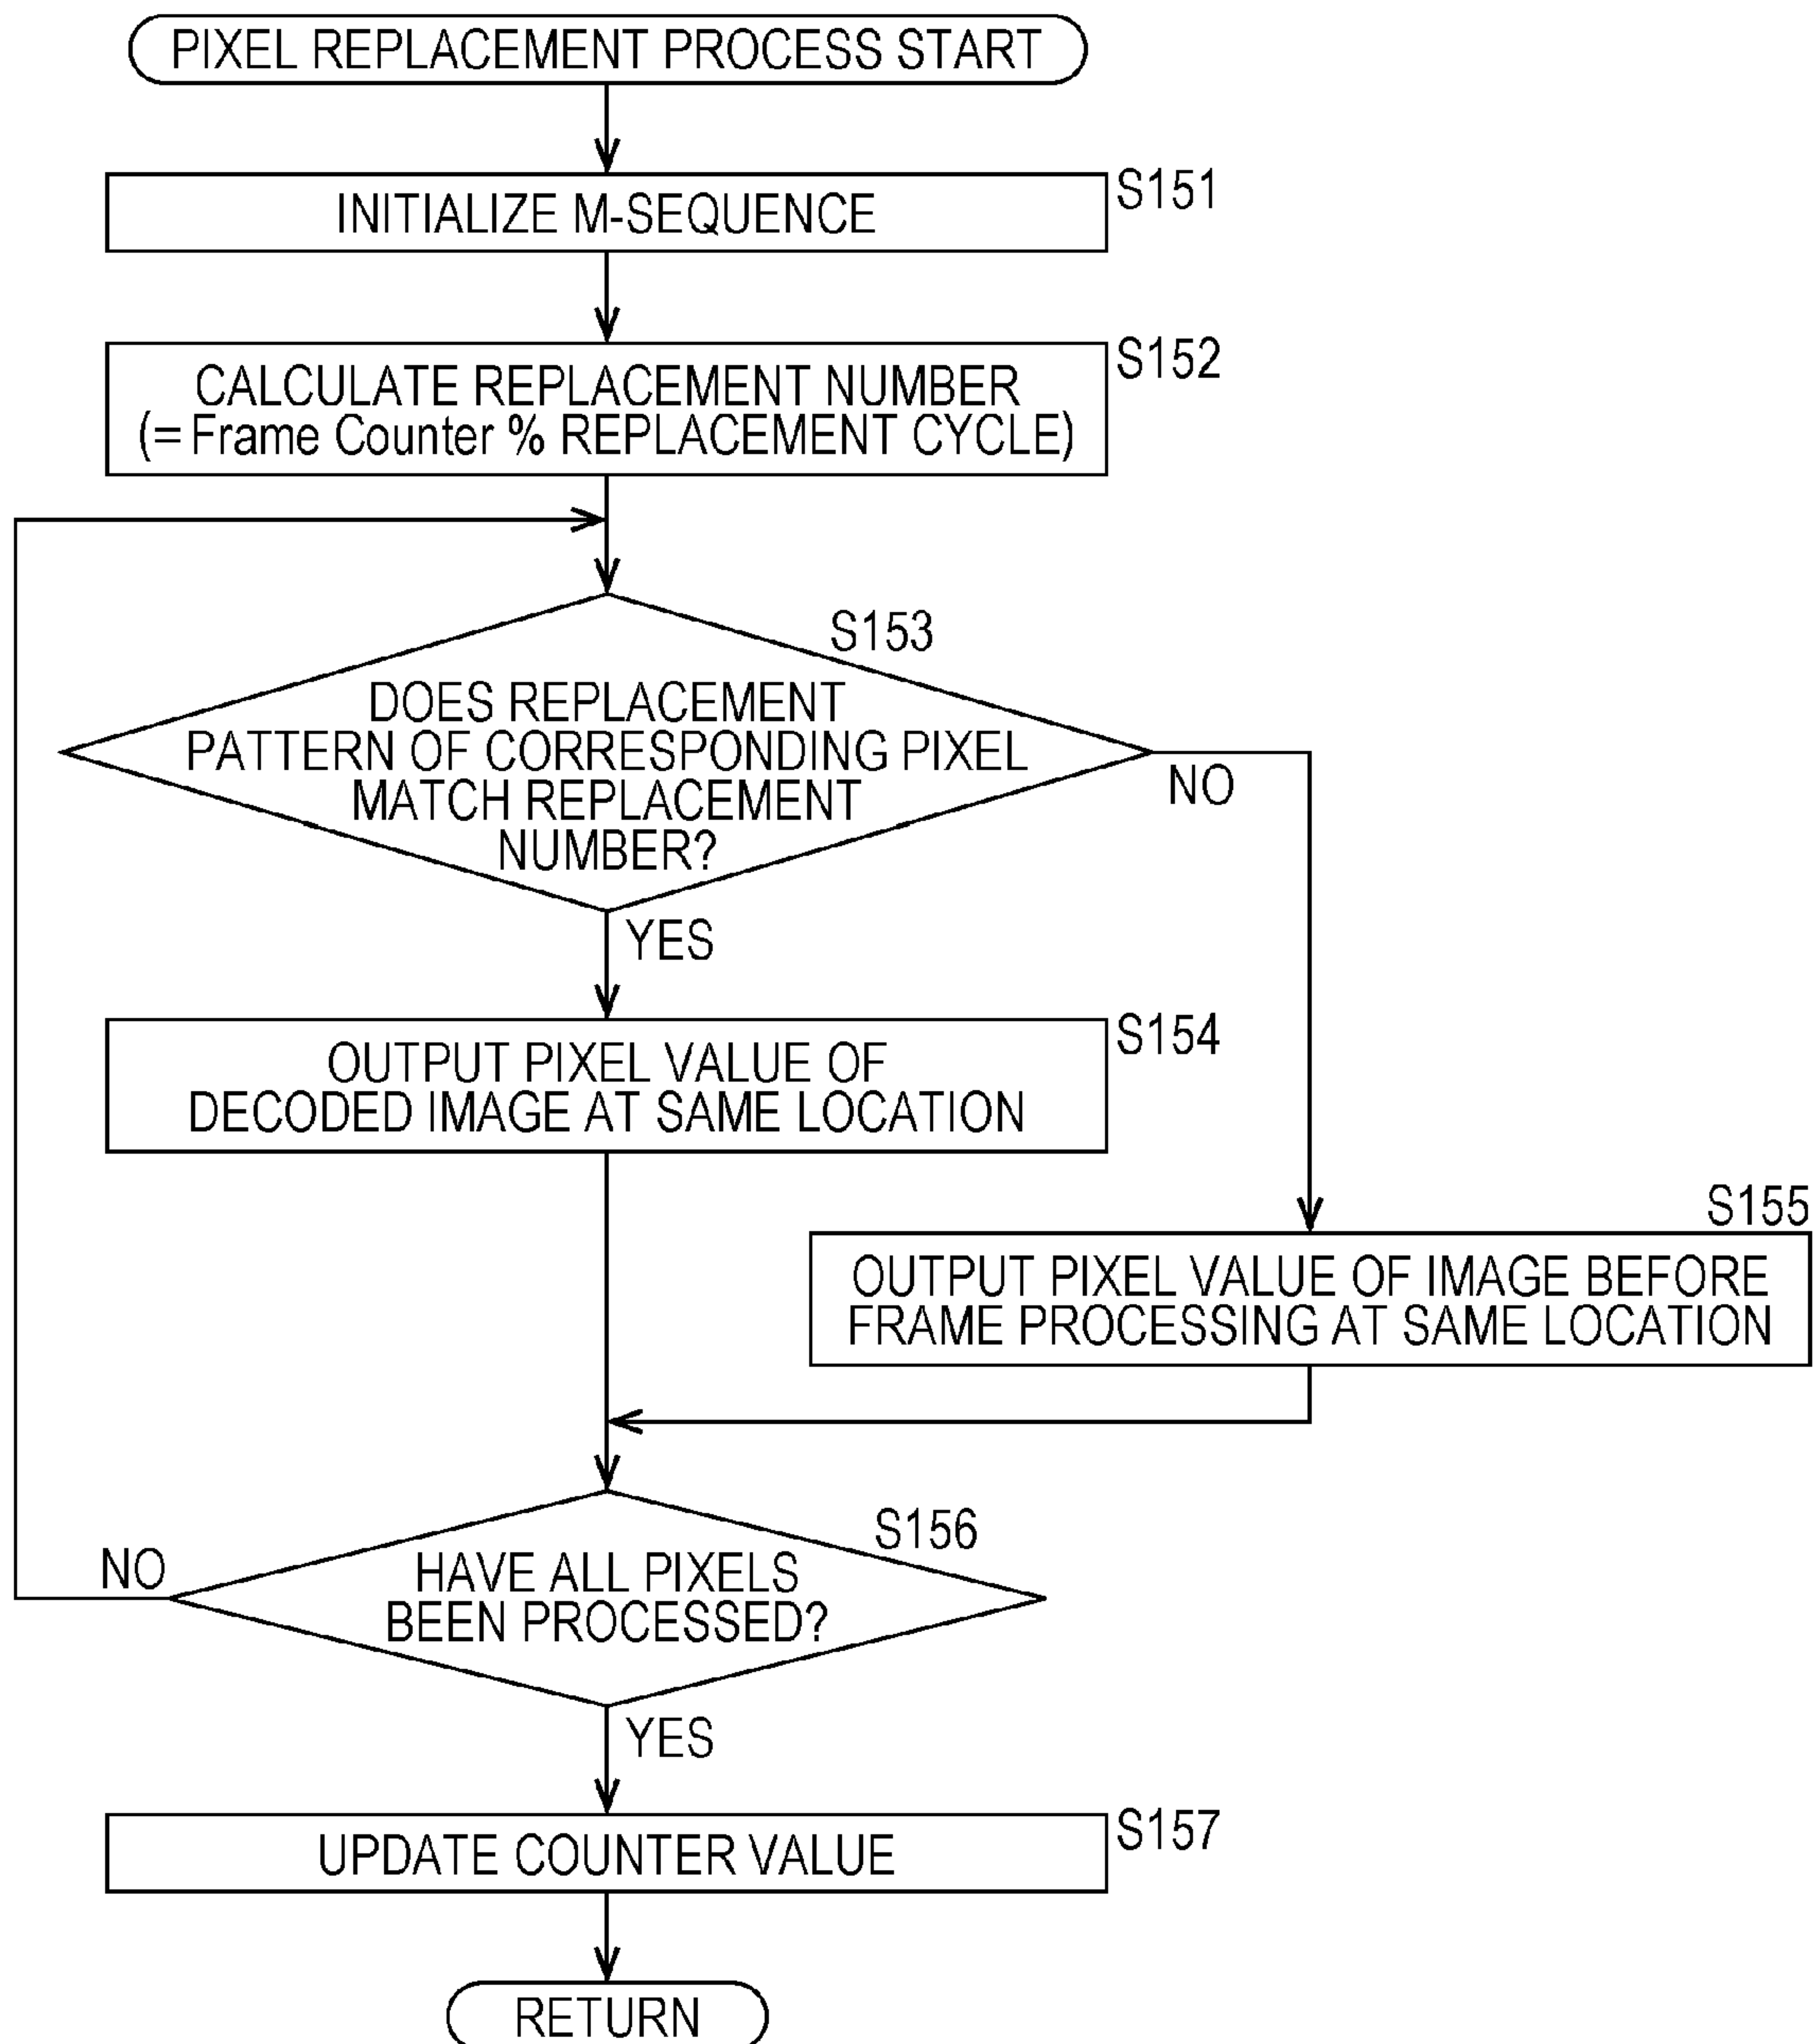 PIXEL REPLACEMENT PROCESS START
S151
INITIALIZE M-SEQUENCE
S152
CALCULATE REPLACEMENT NUMBER
(= Frame Counter % REPLACEMENT CYCLE)
S153
DOES REPLACEMENT
PATTERN OF CORRESPONDING PIXEL
MATCH REPLACEMENT
NUMBER?
NO
YES
S154
OUTPUT PIXEL VALUE OF
DECODED IMAGE AT SAME LOCATION
S155
OUTPUT PIXEL VALUE OF IMAGE BEFORE
FRAME PROCESSING AT SAME LOCATION
S156
NO
HAVE ALL PIXELS
BEEN PROCESSED?
YES
S157
UPDATE COUNTER VALUE
RETURN